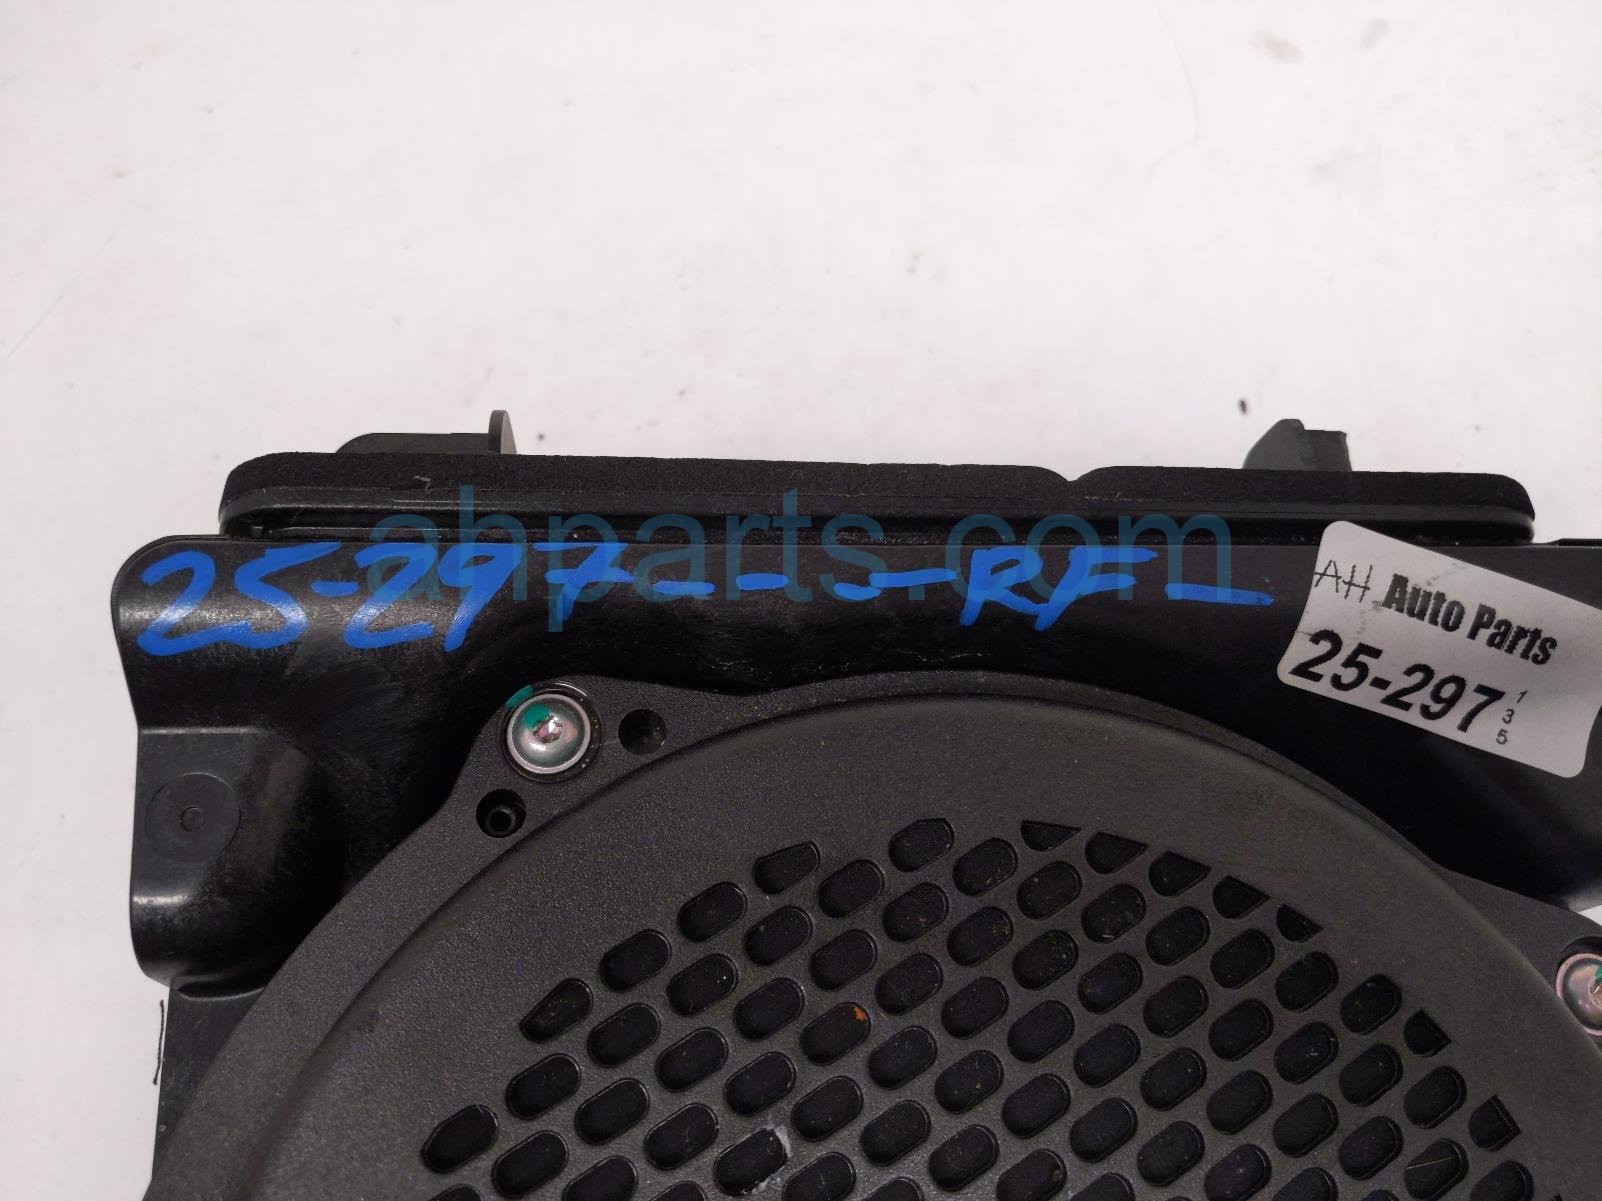 ahparts.com
25-297- - - -RF-
AH Auto Parts
25-297
1
3
5